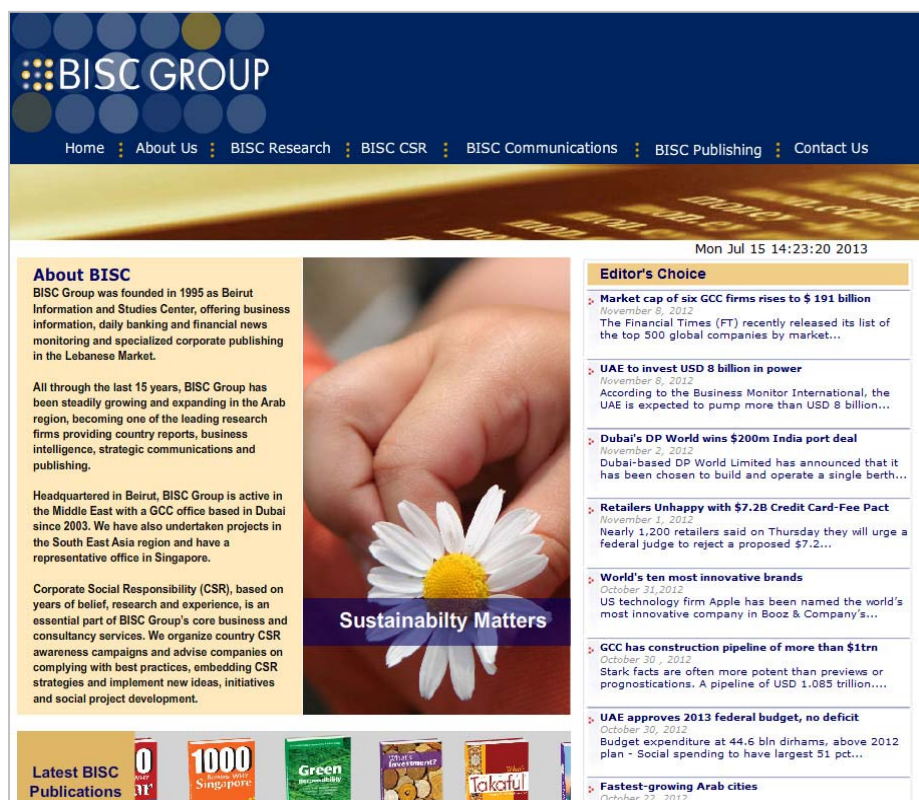 BISC GROUP
Home About Us BISC Research BISC CSR BISC Communications BISC Publishing Contact Us
money
Mon Jul 15 14:23:20 2013
About BISC
BISC Group was founded in 1995 as Beirut
Information and Studies Center, offering business
information, daily banking and financial news
monitoring and specialized corporate publishing
in the Lebanese Market.
All through the last 15 years, BISC Group has
been steadily growing and expanding in the Arab
region, becoming one of the leading research
firms providing country reports, business
intelligence, strategic communications and
publishing.
Headquartered in Beirut, BISC Group is active in
the Middle East with a GCC office based in Dubai
since 2003. We have also undertaken projects in
the South East Asia region and have a
representative office in Singapore.
Corporate Social Responsibility (CSR), based on
years of belief, research and experience, is an
essential part of BISC Group's core business and
consultancy services. We organize country CSR
awareness campaigns and advise companies on
complying with best practices, embedding CSR
strategies and implement new ideas, initiatives
and social project development.
Sustainabilty Matters
Editor's Choice
Market cap of six GCC firms rises to $ 191 billion
November 8, 2012
The Financial Times (FT) recently released its list of
the top 500 global companies by market...
UAE to invest USD 8 billion in power
November 8, 2012
According to the Business Monitor International, the
UAE is expected to pump more than USD 8 billion...
Dubai's DP World wins $200m India port deal
November 2, 2012
Dubai-based DP World Limited has announced that it
has been chosen to build and operate a single berth...
Retailers Unhappy with $7.2B Credit Card-Fee Pact
November 1, 2012
Nearly 1,200 retailers said on Thursday they will urge a
federal judge to reject a proposed $7.2...
World's ten most innovative brands
October 31,2012
US technology firm Apple has been named the world's
most innovative company in Booz & Company's...
GCC has construction pipeline of more than $1trn
October 30 , 2012
Stark facts are often more potent than previews or
prognostications. A pipeline of USD 1.085 trillion....
UAE approves 2013 federal budget, no deficit
October 30, 2012
Budget expenditure at 44.6 bln dirhams, above 2012
plan - Social spending to have largest 51 pct...
Fastest-growing Arab cities
October 22, 2012
Latest BISC
Publications
1000
Reasons Why
Singapore
Green
Responsibility
What's
Investment?
What's
Takaful